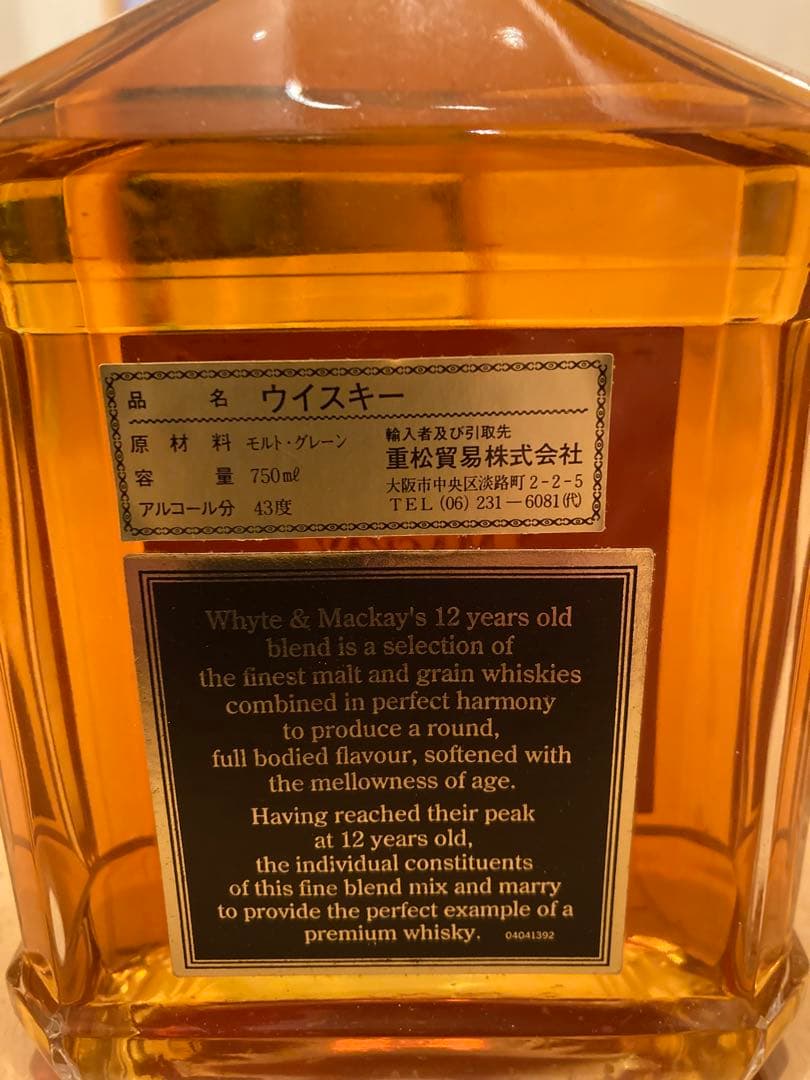 品名 ウイスキー
原材料 モルト・グレーン
容量 750mℓ
アルコール分 43度
輸入者及び引取先
重松貿易株式会社
大阪市中央区淡路町2-2-5
TEL (06) 231-6081(代)
Whyte & Mackay's 12 years old
blend is a selection of
the finest malt and grain whiskies
combined in perfect harmony
to produce a round,
full bodied flavour, softened with
the mellowness of age.
Having reached their peak
at 12 years old,
the individual constituents
of this fine blend mix and marry
to provide the perfect example of a
premium whisky. 04041392